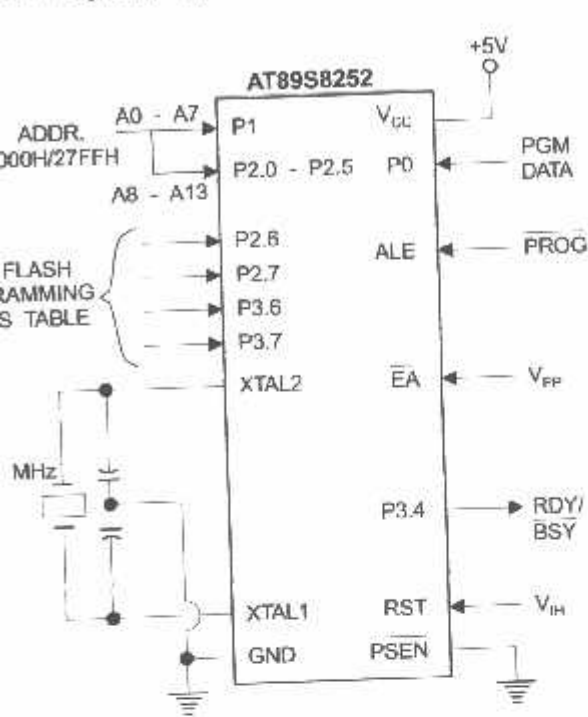 +5V
AT89S8252
A0 - A7
P1
VCC
ADDR.
000H/27FFH
P2.0 - P2.5
P0
PGM
DATA
A8 - A13
P2.6
ALE
PROG
FLASH
P2.7
RAMMING
P3.6
S TABLE
P3.7
XTAL2
EA
VPP
MHz
P3.4
RDY/
BSY
XTAL1
RST
VIH
GND
PSEN